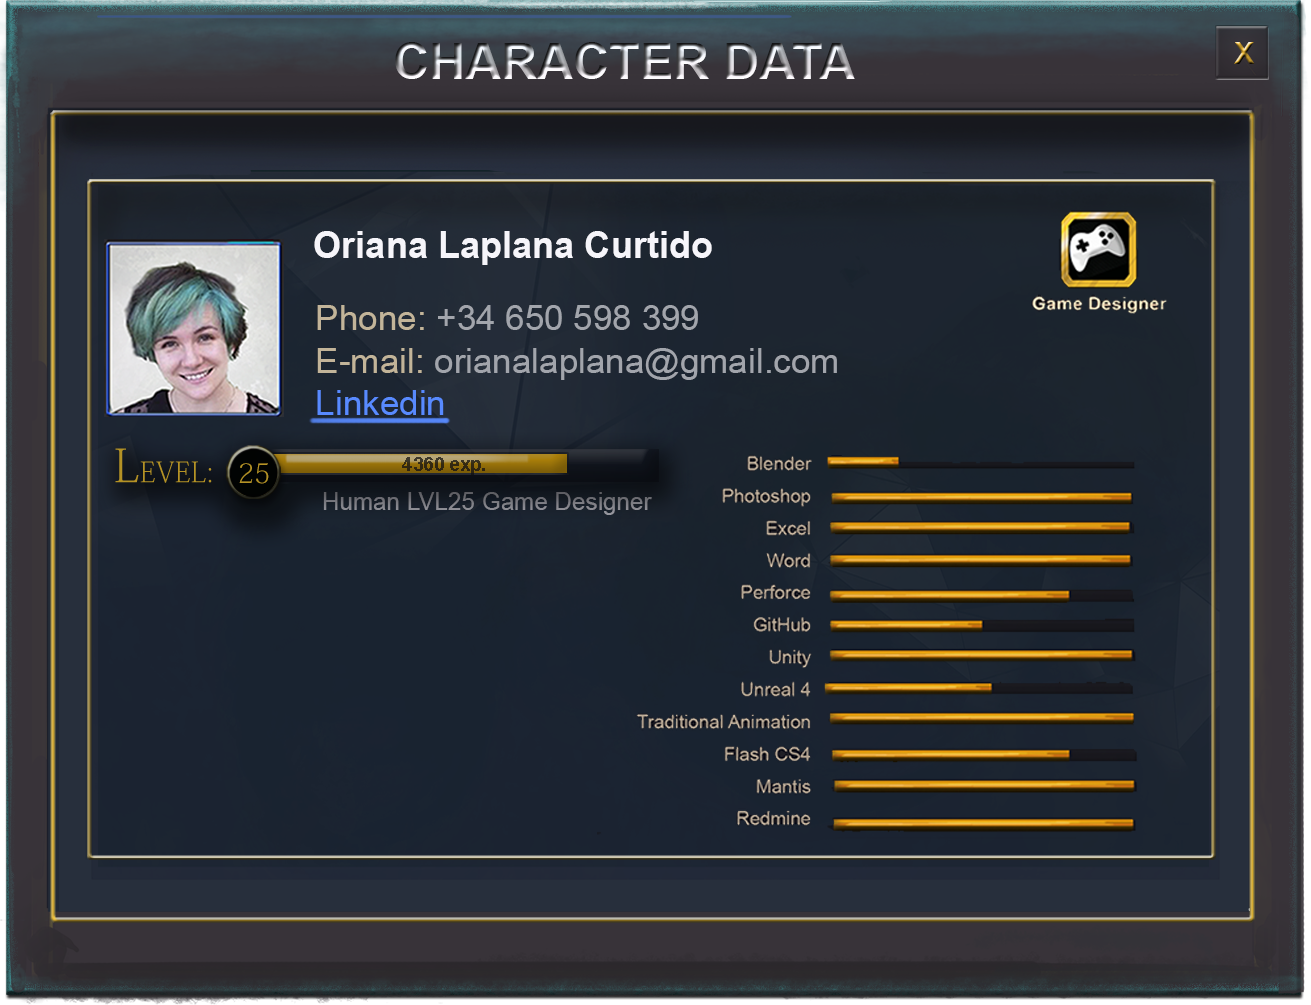 CHARACTER DATA
X
Oriana Laplana Curtido
Game Designer
Phone: +34 650 598 399
E-mail: orianalaplana@gmail.com
Linkedin
LEVEL: 25
4360 exp.
Human LVL25 Game Designer
Blender
Photoshop
Excel
Word
Perforce
GitHub
Unity
Unreal 4
Traditional Animation
Flash CS4
Mantis
Redmine